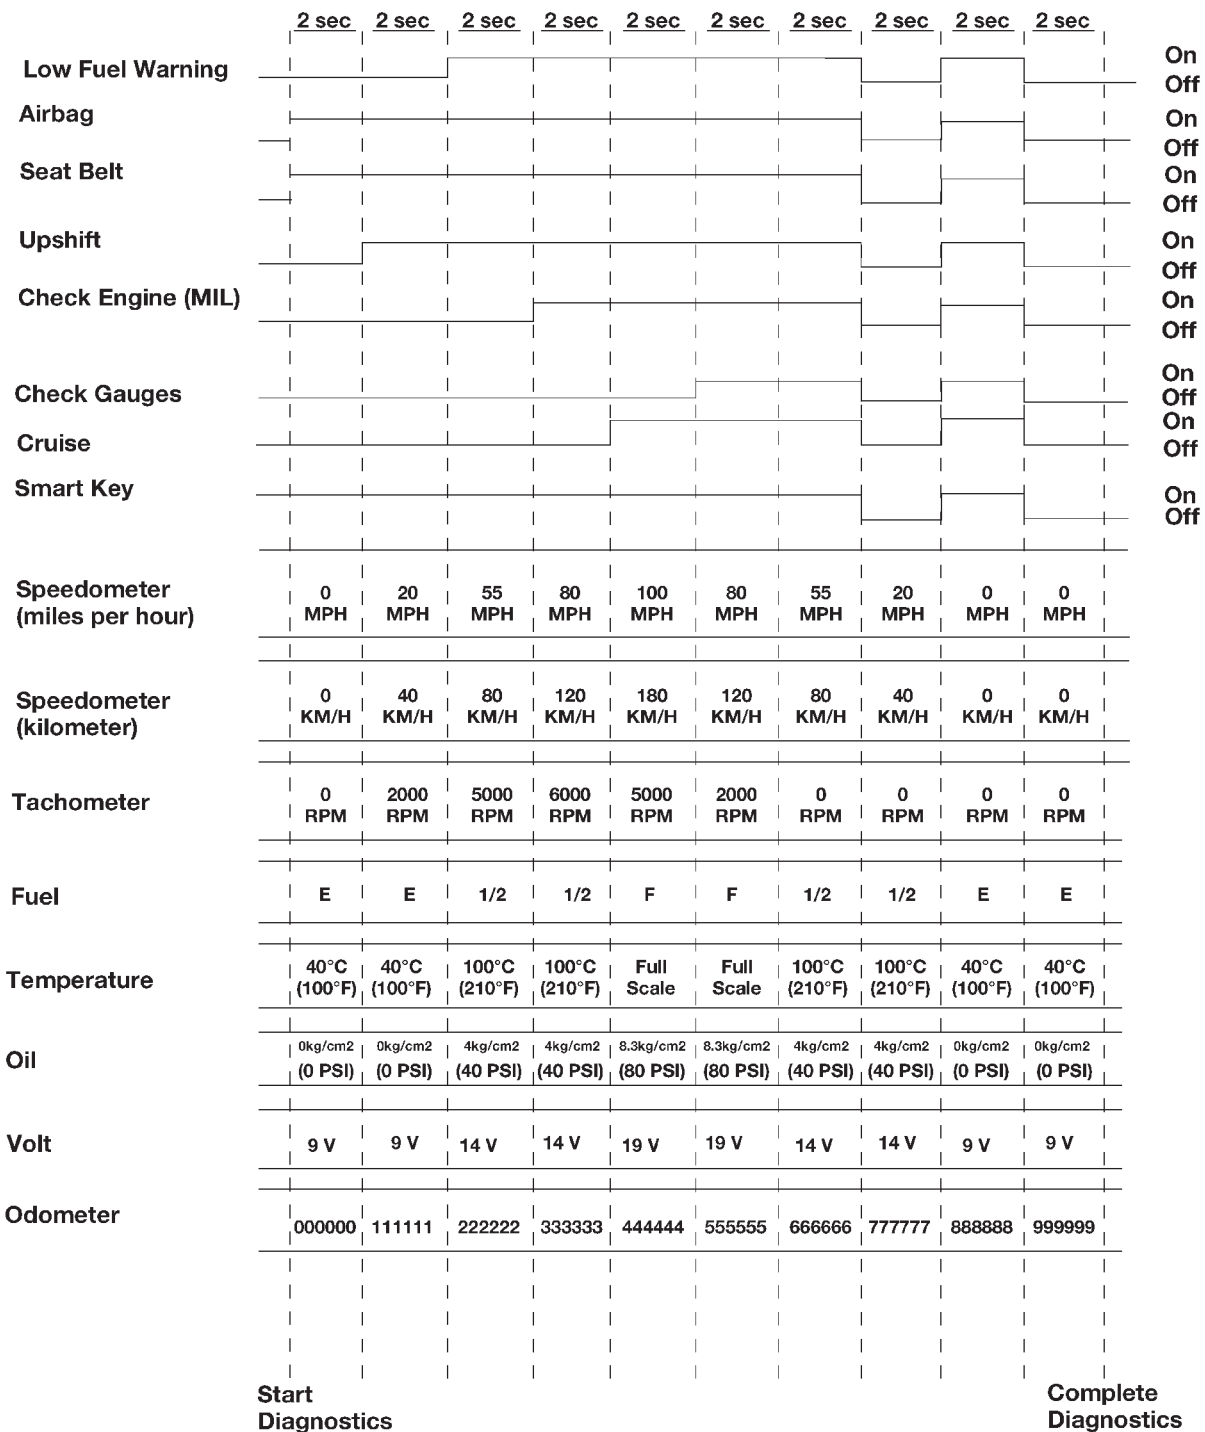 2 sec 2 sec 2 sec 2 sec 2 sec 2 sec 2 sec 2 sec 2 sec 2 sec
Low Fuel Warning On
Off
Airbag On
Off
Seat Belt On
Off
Upshift On
Off
Check Engine (MIL) On
Off
On
Check Gauges Off
On
Cruise Off
Smart Key On
Off
Speedometer 0 20 55 80 100 80 55 20 0 0
(miles per hour) MPH MPH MPH MPH MPH MPH MPH MPH MPH MPH
Speedometer 0 40 80 120 180 120 80 40 0 0
(kilometer) KM/H KM/H KM/H KM/H KM/H KM/H KM/H KM/H KM/H KM/H
Tachometer 0 2000 5000 6000 5000 2000 0 0 0 0
RPM RPM RPM RPM RPM RPM RPM RPM RPM RPM
Fuel E E 1/2 1/2 F F 1/2 1/2 E E
Temperature 40°C 40°C 100°C 100°C Full Full 100°C 100°C 40°C 40°C
(100°F) (100°F) (210°F) (210°F) Scale Scale (210°F) (210°F) (100°F) (100°F)
Oil 0kg/cm2 0kg/cm2 4kg/cm2 4kg/cm2 8.3kg/cm2 8.3kg/cm2 4kg/cm2 4kg/cm2 0kg/cm2 0kg/cm2
(0 PSI) (0 PSI) (40 PSI) (40 PSI) (80 PSI) (80 PSI) (40 PSI) (40 PSI) (0 PSI) (0 PSI)
Volt 9 V 9 V 14 V 14 V 19 V 19 V 14 V 14 V 9 V 9 V
Odometer 000000 111111 222222 333333 444444 555555 666666 777777 888888 999999
Start Complete
Diagnostics Diagnostics